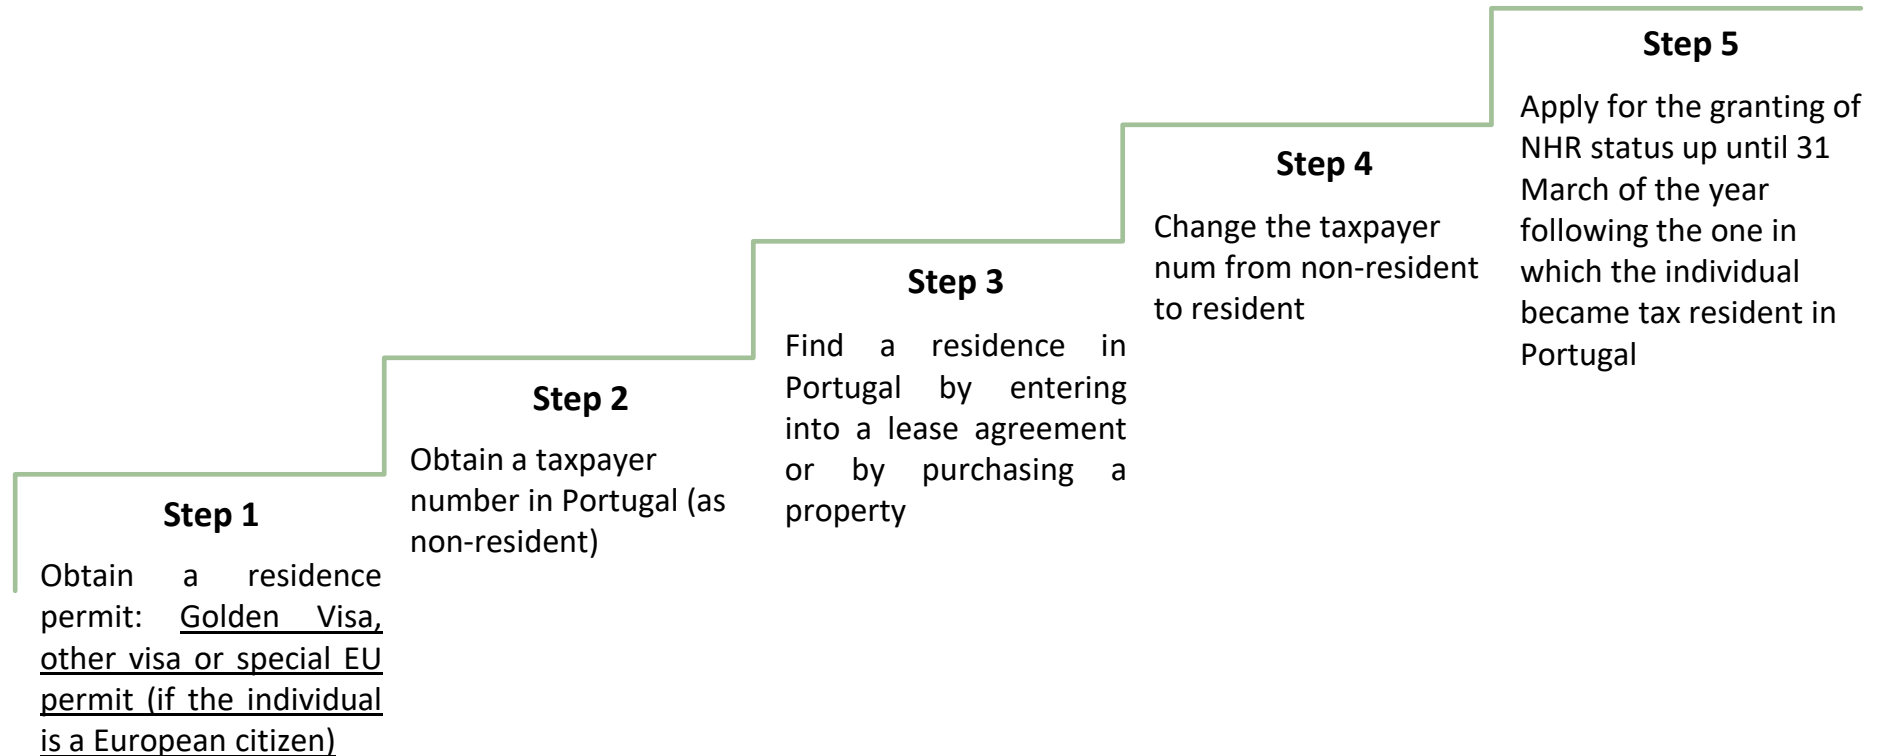 Step 1
Obtain a residence
permit: Golden Visa,
other visa or special EU
permit (if the individual
is a European citizen)
Step 2
Obtain a taxpayer
number in Portugal (as
non-resident)
Step 3
Find a residence in
Portugal by entering
into a lease agreement
or by purchasing a
property
Step 4
Change the taxpayer
num from non-resident
to resident
Step 5
Apply for the granting of
NHR status up until 31
March of the year
following the one in
which the individual
became tax resident in
Portugal